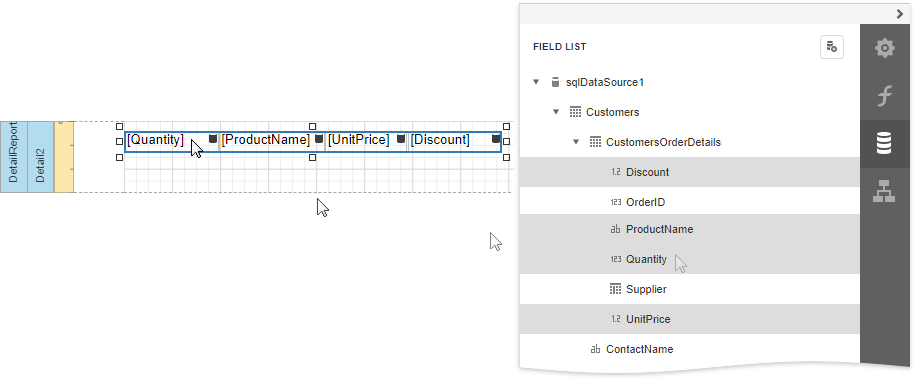 DetailReport
Detail2
[Quantity] [ProductName] [UnitPrice] [Discount]
FIELD LIST
sqlDataSource1
Customers
CustomersOrderDetails
1.2 Discount
123 OrderID
ab ProductName
123 Quantity
Supplier
1.2 UnitPrice
ab ContactName